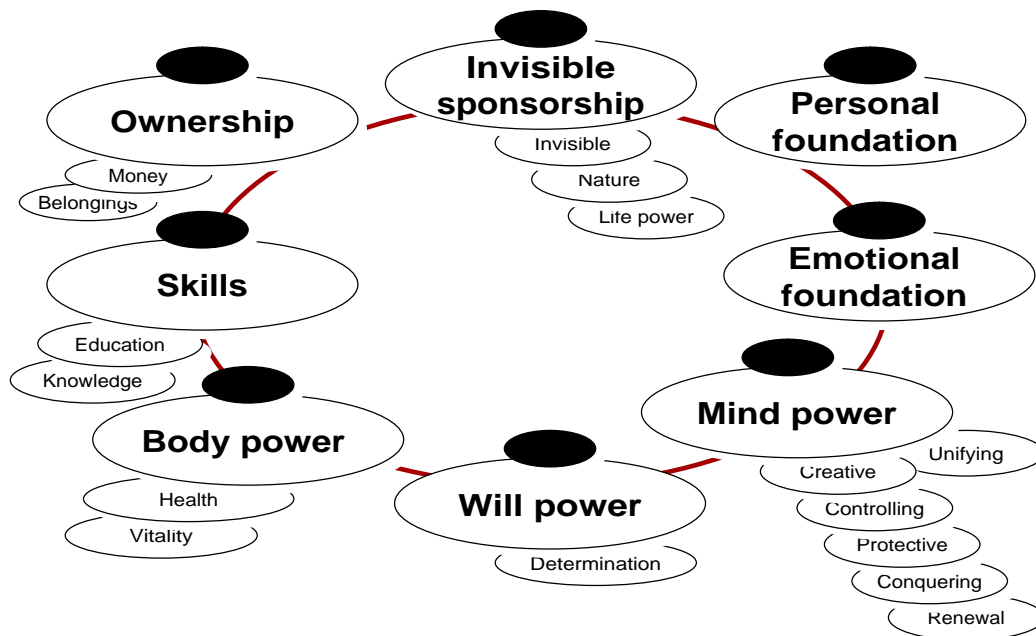 Invisible
sponsorship
Ownership
Personal
foundation
Invisible
Money
Nature
Belongings
Life power
Emotional
foundation
Skills
Education
Knowledge
Mind power
Body power
Unifying
Creative
Health
Will power
Controlling
Vitality
Protective
Determination
Conquering
Renewal